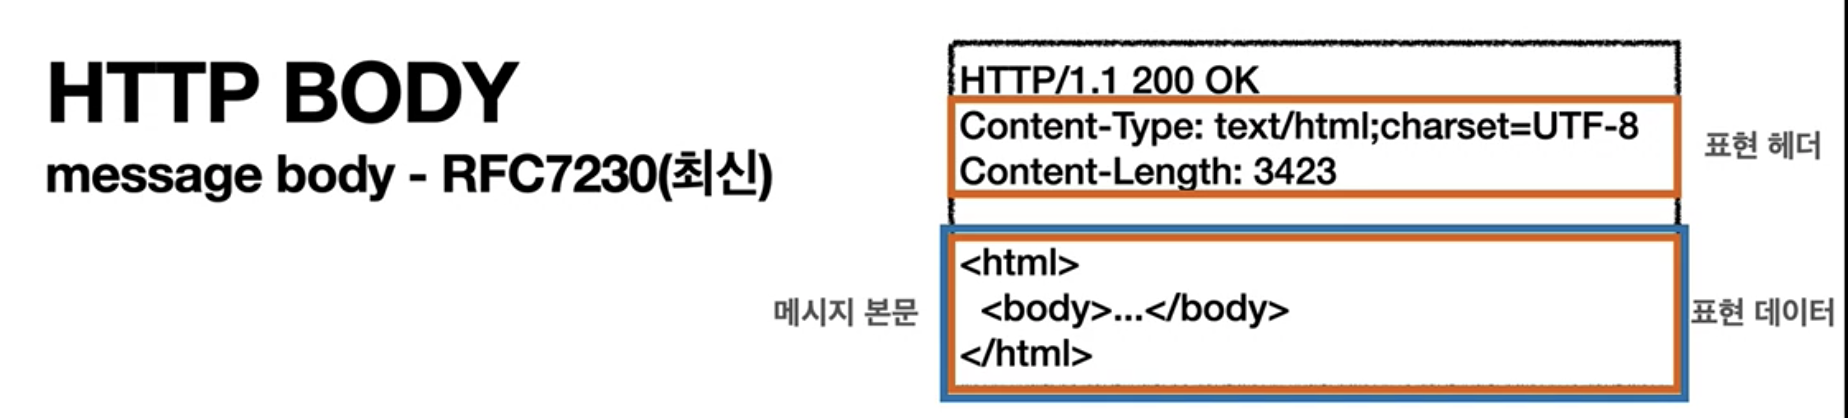 HTTP BODY
message body - RFC7230(최신)
HTTP/1.1 200 OK
Content-Type: text/html;charset=UTF-8
Content-Length: 3423
표현 헤더
<html>
<body>...</body>
</html>
메시지 본문
표현 데이터